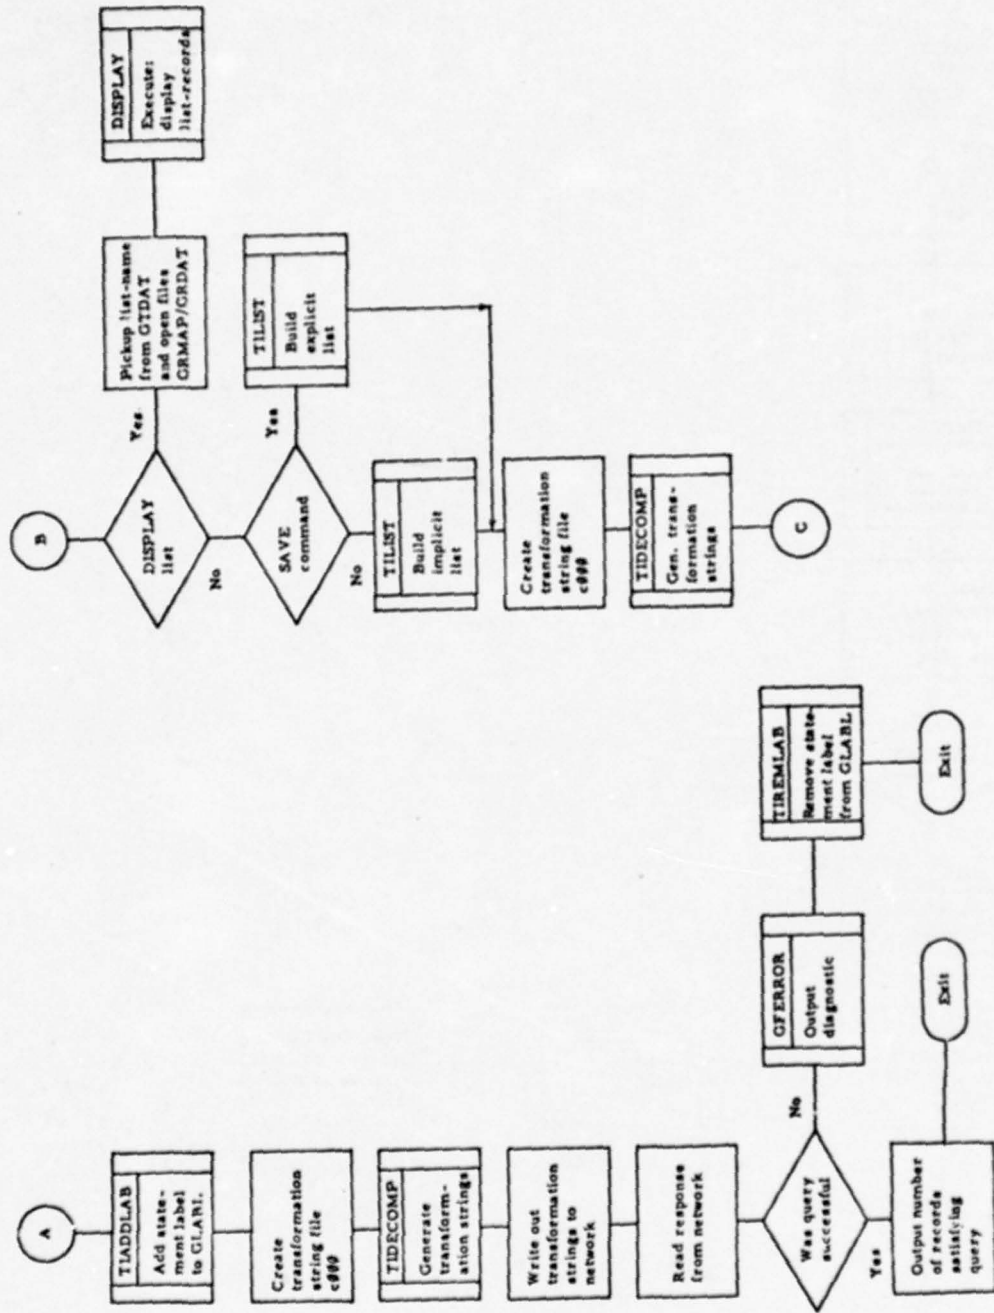 A
TIADDLAB
Add state-
ment label
to GLABL.
Create
transformation
string file
c000
TIDECOMP
Generate
transform-
ation strings
Write out
transformation
strings to
network
Read response
from network
Was query
successful
No
Yes
GFERROR
Output
diagnostic
TIREMLAB
Remove state-
ment label
from GLABL
Exit
Output number
of records
satisfying
query
Exit
B
DISPLAY
list
Yes
No
Pickup list-name
from GTDAT
and open files
GRMAP/GRDAT
DISPLAY
Execute:
display
list-records
SAVE
command
Yes
No
TILIST
Build
explicit
list
TILIST
Build
implicit
list
Create
transformation
string file
c000
TIDECOMP
Gen. trans-
formation
strings
C